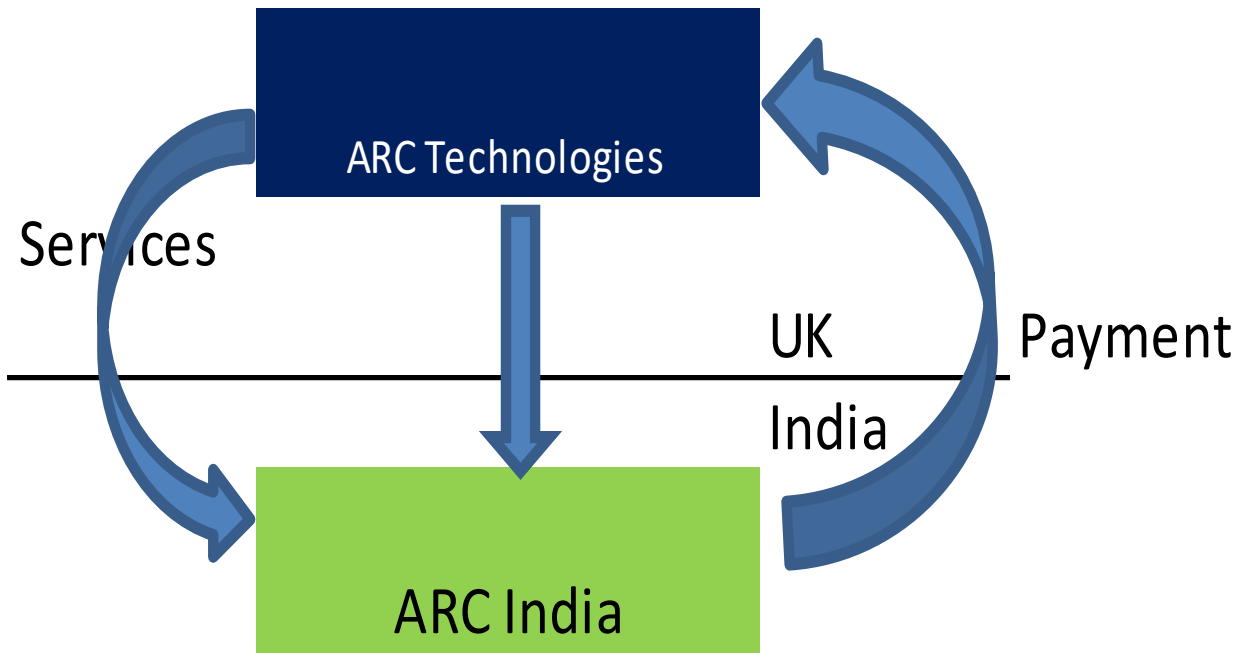 ARC Technologies
Services
UK
Payment
India
ARC India